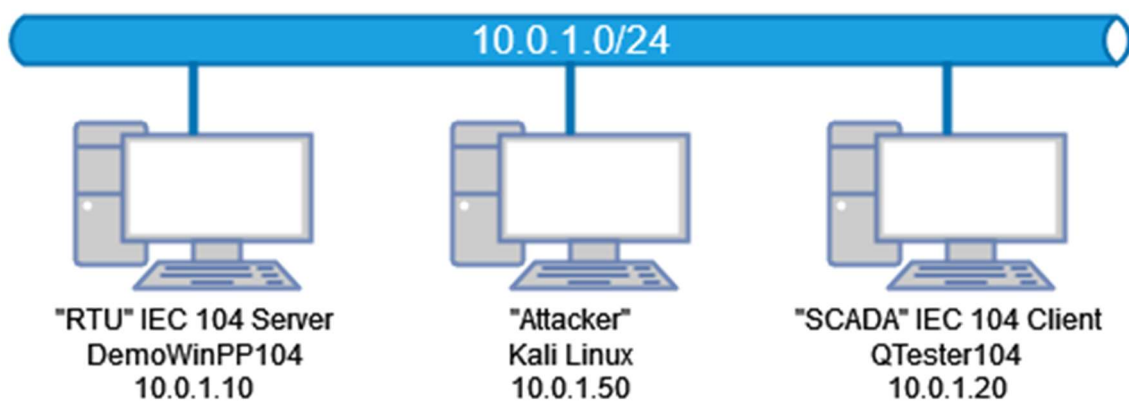 10.0.1.0/24
"RTU" IEC 104 Server
DemoWinPP104
10.0.1.10
"Attacker"
Kali Linux
10.0.1.50
"SCADA" IEC 104 Client
QTester104
10.0.1.20